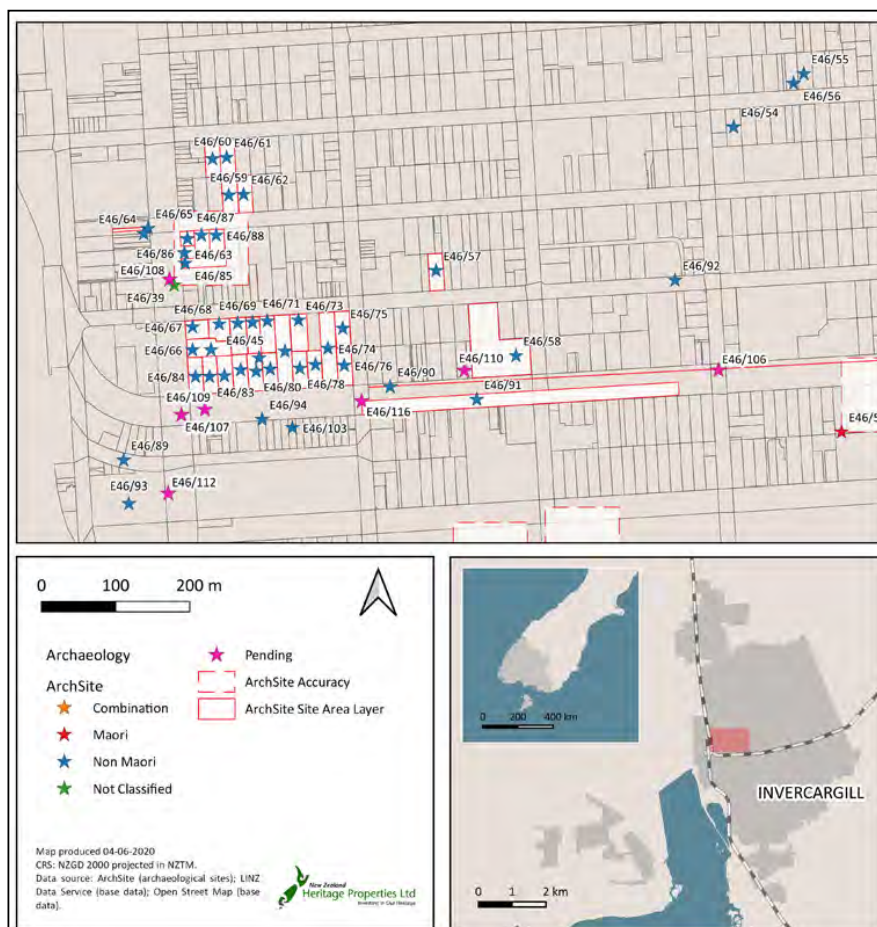 E46/55
E46/56
E46/54
E46/60
E46/61
E46/59
E46/62
E46/64
E46/65
E46/87
E46/88
E46/86
E46/63
E46/108
E46/85
E46/39
E46/57
E46/92
E46/68
E46/69
E46/71
E46/73
E46/67
E46/75
E46/66
E46/45
E46/74
E46/58
E46/84
E46/83
E46/80
E46/78
E46/76
E46/90
E46/110
E46/106
E46/109
E46/107
E46/94
E46/103
E46/116
E46/91
E46/89
E46/93
E46/112
0 100 200 m
Archaeology
ArchSite
Combination
Maori
Non Maori
Not Classified
Pending
ArchSite Accuracy
ArchSite Site Area Layer
Map produced 04-06-2020
CRS: NZGD 2000 projected in NZTM.
Data source: ArchSite (archaeological sites); LINZ
Data Service (base data); Open Street Map (base
data).
New Zealand
Heritage Properties Ltd
Investing in Our Heritage
0 200 400 km
INVERCARGILL
0 1 2 km